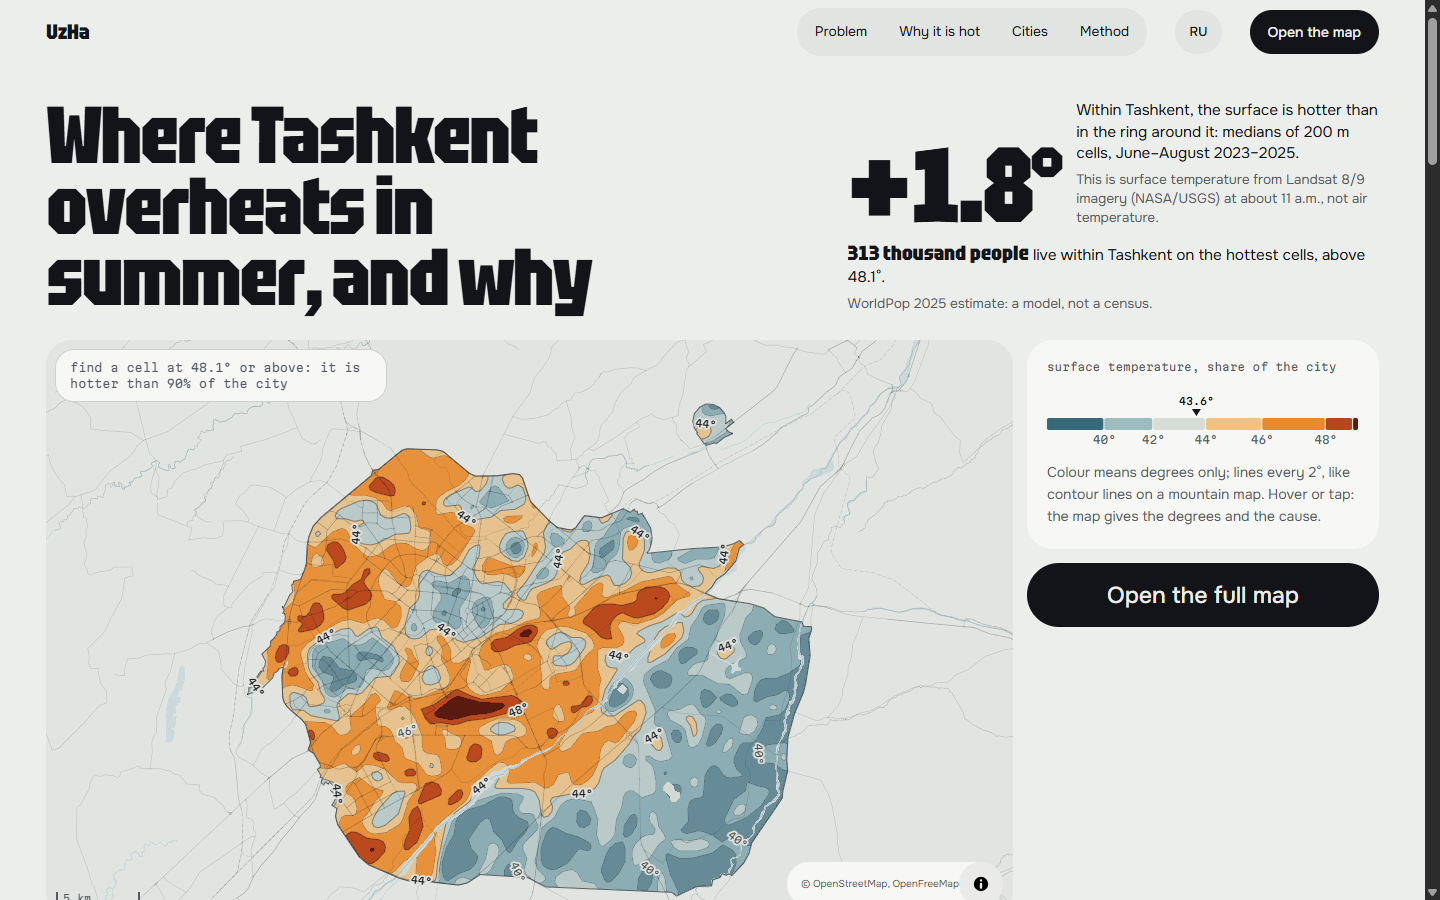 UzHa
Problem
Why it is hot
Cities
Method
RU
Open the map
Where Tashkent
overheats in
summer, and why
+1.8°
Within Tashkent, the surface is hotter than
in the ring around it: medians of 200 m
cells, June–August 2023–2025.
This is surface temperature from Landsat 8/9
imagery (NASA/USGS) at about 11 a.m., not air
temperature.
313 thousand people live within Tashkent on the hottest cells, above
48.1°.
WorldPop 2025 estimate: a model, not a census.
find a cell at 48.1° or above: it is
hotter than 90% of the city
44°
44°
44°
44°
44°
44°
44°
44°
44°
44°
44°
48°
46°
44°
40°
44°
44°
44°
40°
40°
40°
44°
5 km
© OpenStreetMap, OpenFreeMap
surface temperature, share of the city
43.6°
40°
42°
44°
46°
48°
Colour means degrees only; lines every 2°, like
contour lines on a mountain map. Hover or tap:
the map gives the degrees and the cause.
Open the full map